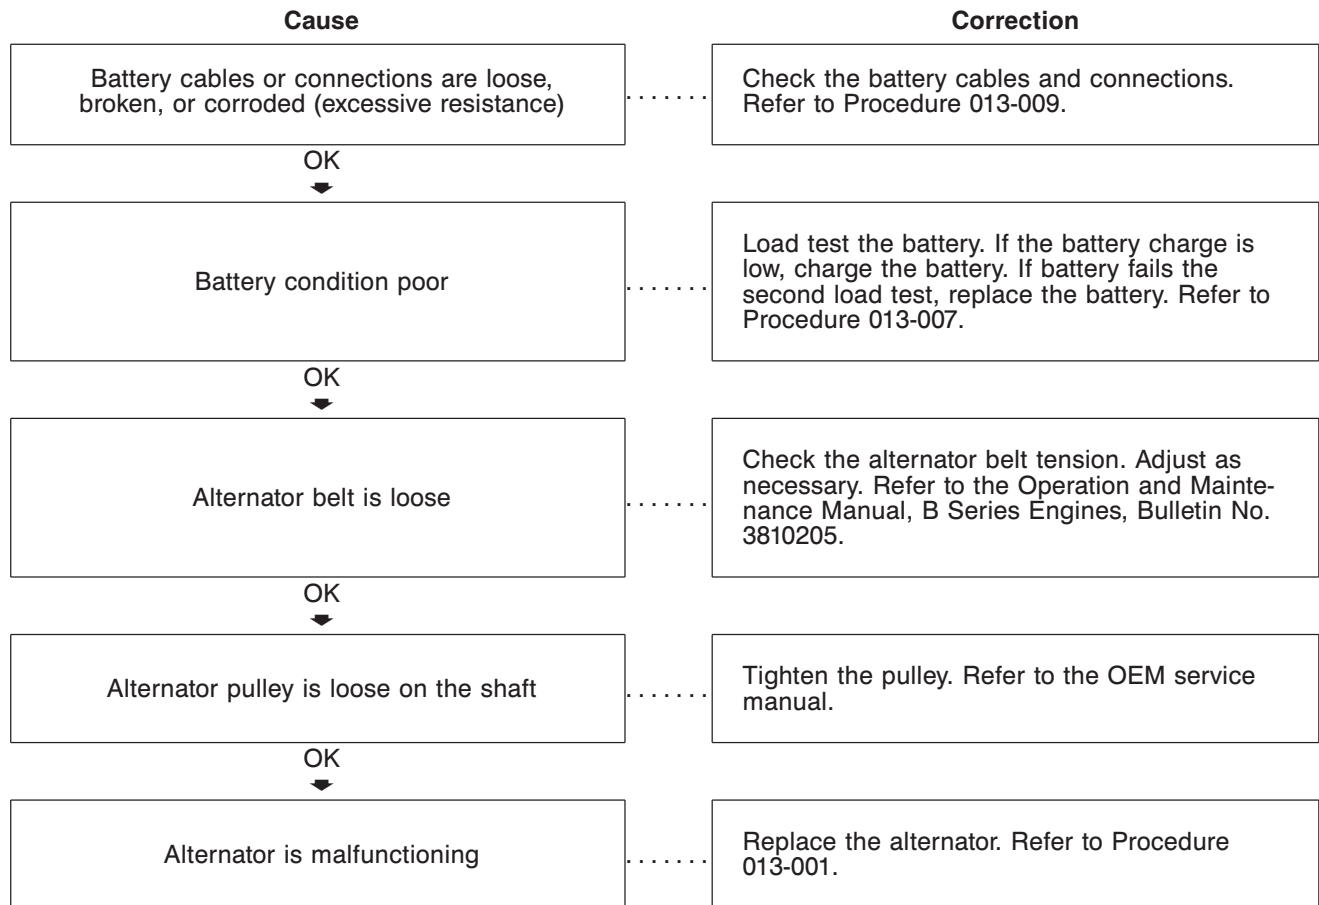 Cause
Correction
Battery cables or connections are loose,
broken, or corroded (excessive resistance)
. . . . . . .
Check the battery cables and connections.
Refer to Procedure 013-009.
OK
Battery condition poor
. . . . . . .
Load test the battery. If the battery charge is
low, charge the battery. If battery fails the
second load test, replace the battery. Refer to
Procedure 013-007.
OK
Alternator belt is loose
. . . . . . .
Check the alternator belt tension. Adjust as
necessary. Refer to the Operation and Mainte-
nance Manual, B Series Engines, Bulletin No.
3810205.
OK
Alternator pulley is loose on the shaft
. . . . . . .
Tighten the pulley. Refer to the OEM service
manual.
OK
Alternator is malfunctioning
. . . . . . .
Replace the alternator. Refer to Procedure
013-001.